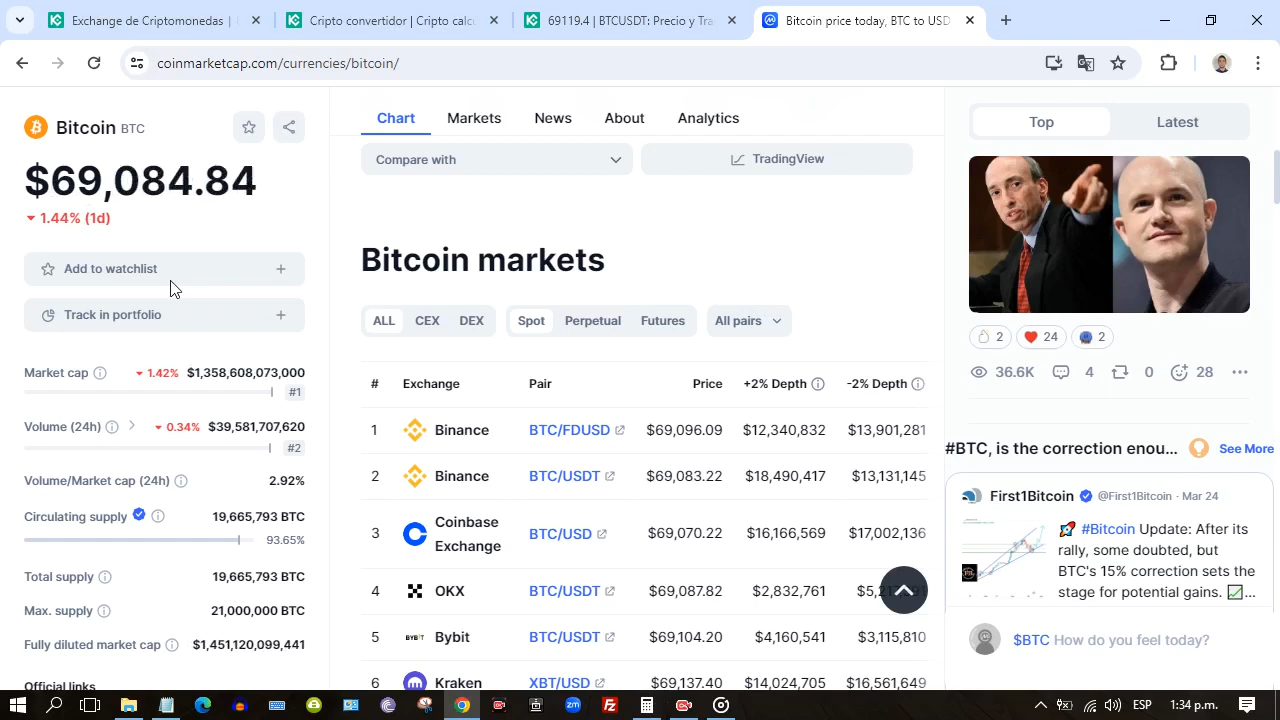 Exchange de Criptomonedas |
Cripto convertidor | Cripto calcu
69119.4 | BTCUSDT: Precio y Tra
Bitcoin price today, BTC to USD
coinmarketcap.com/currencies/bitcoin/
Bitcoin BTC
$69,084.84
1.44% (1d)
Add to watchlist
Track in portfolio
Market cap 1.42% $1,358,608,073,000
#1
Volume (24h) 0.34% $39,581,707,620
#2
Volume/Market cap (24h) 2.92%
Circulating supply 19,665,793 BTC
93.65%
Total supply 19,665,793 BTC
Max. supply 21,000,000 BTC
Fully diluted market cap $1,451,120,099,441
Official links
Chart Markets News About Analytics
Compare with TradingView
Bitcoin markets
ALL CEX DEX Spot Perpetual Futures All pairs
# Exchange Pair Price +2% Depth -2% Depth
1 Binance BTC/FDUSD $69,096.09 $12,340,832 $13,901,281
2 Binance BTC/USDT $69,083.22 $18,490,417 $13,131,145
3 Coinbase Exchange BTC/USD $69,070.22 $16,166,569 $17,002,136
4 OKX BTC/USDT $69,087.82 $2,832,761
5 Bybit BTC/USDT $69,104.20 $4,160,541 $3,115,810
6 Kraken XBT/USD $69,137.40 $14,024,705 $16,561,649
Top Latest
2 24 2
36.6K 4 0 28
#BTC, is the correction enou... See More
First1Bitcoin @First1Bitcoin · Mar 24
#Bitcoin Update: After its
rally, some doubted, but
BTC's 15% correction sets the
stage for potential gains. ...
$BTC How do you feel today?
ESP 1:34 p.m.